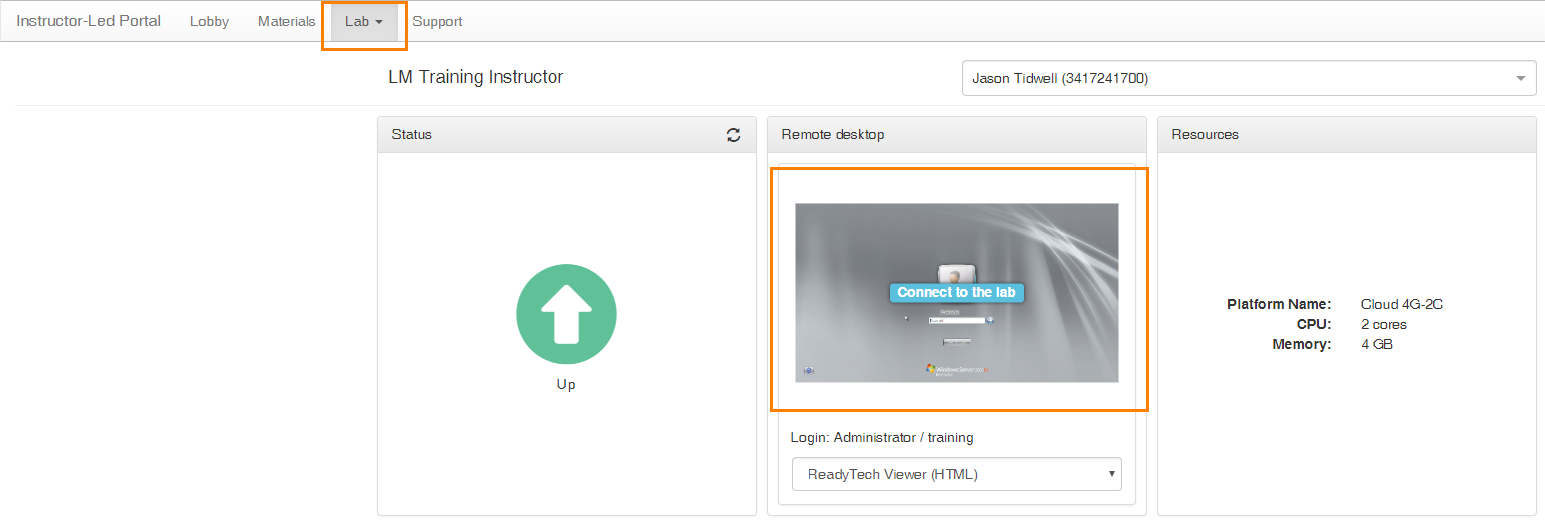 Instructor-Led Portal Lobby Materials Lab Support
LM Training Instructor
Jason Tidwell (3417241700)
Status
Remote desktop
Resources
Connect to the lab
Admin
Up
Platform Name: Cloud 4G-2C
CPU: 2 cores
Memory: 4 GB
Login: Administrator / training
ReadyTech Viewer (HTML)